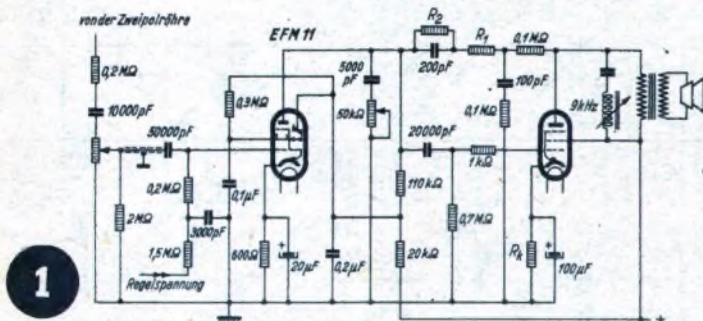 von der Zweipolröhre
EFM 11
R₂
R₁
0,1MΩ
0,2MΩ
5000
pF
200pF
100pF
10000pF
0,3MΩ
50kΩ
0,1MΩ
9kHz
50000pF
20000pF
1kΩ
0,2MΩ
0,1µF
110kΩ
2MΩ
3000pF
0,7MΩ
1,5MΩ
600Ω
20µF
0,2µF
20kΩ
Rk
100µF
Regelspannung
1
+
+
+